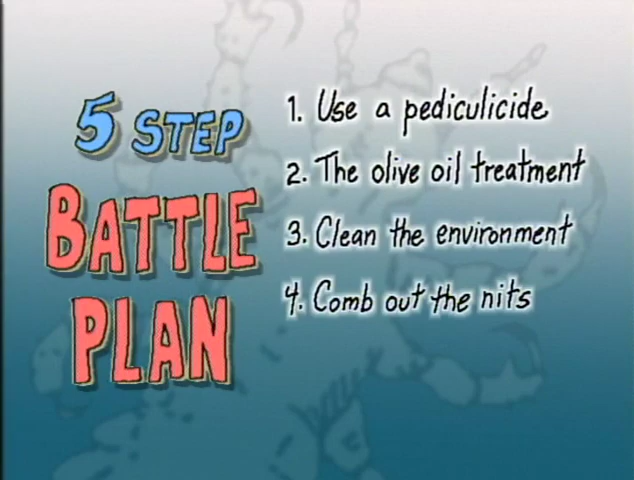 5 STEP
BATTLE
PLAN
1. Use a pediculicide
2. The olive oil treatment
3. Clean the environment
4. Comb out the nits